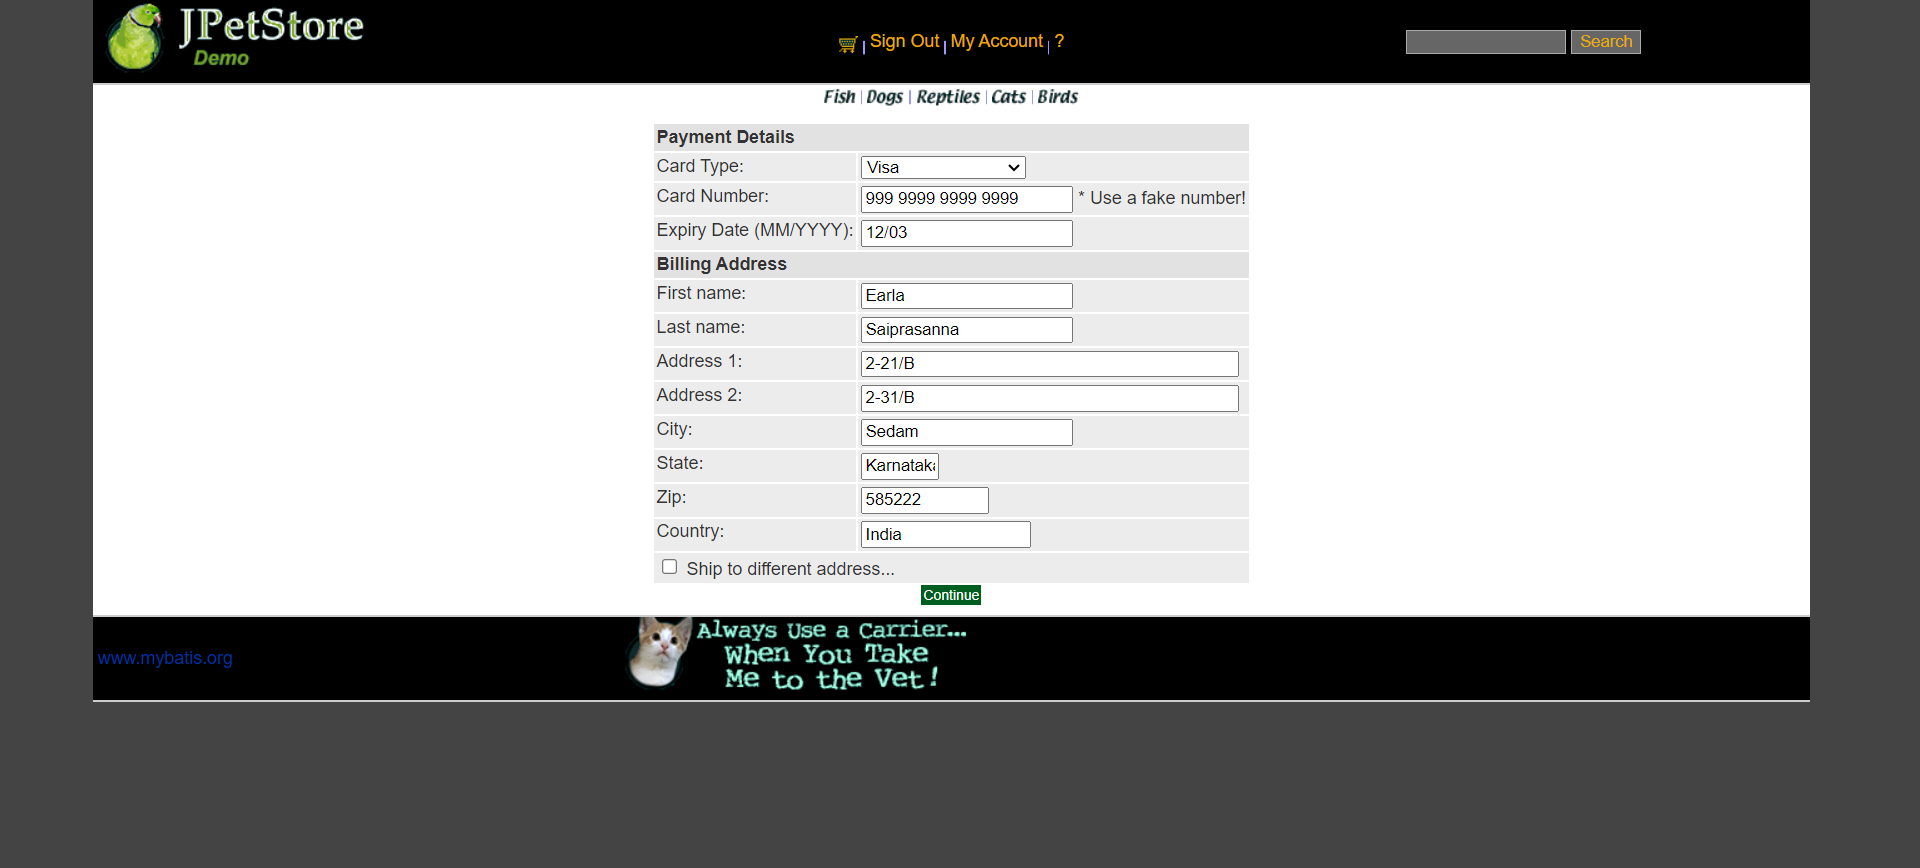 JPetStore
Demo
Sign Out | My Account | ?
Search
Fish | Dogs | Reptiles | Cats | Birds
Payment Details
Card Type: Visa
Card Number: 999 9999 9999 9999 * Use a fake number!
Expiry Date (MM/YYYY): 12/03
Billing Address
First name: Earla
Last name: Saiprasanna
Address 1: 2-21/B
Address 2: 2-31/B
City: Sedam
State: Karnataka
Zip: 585222
Country: India
Ship to different address...
Continue
www.mybatis.org
Always Use a Carrier...
When You Take
Me to the Vet!